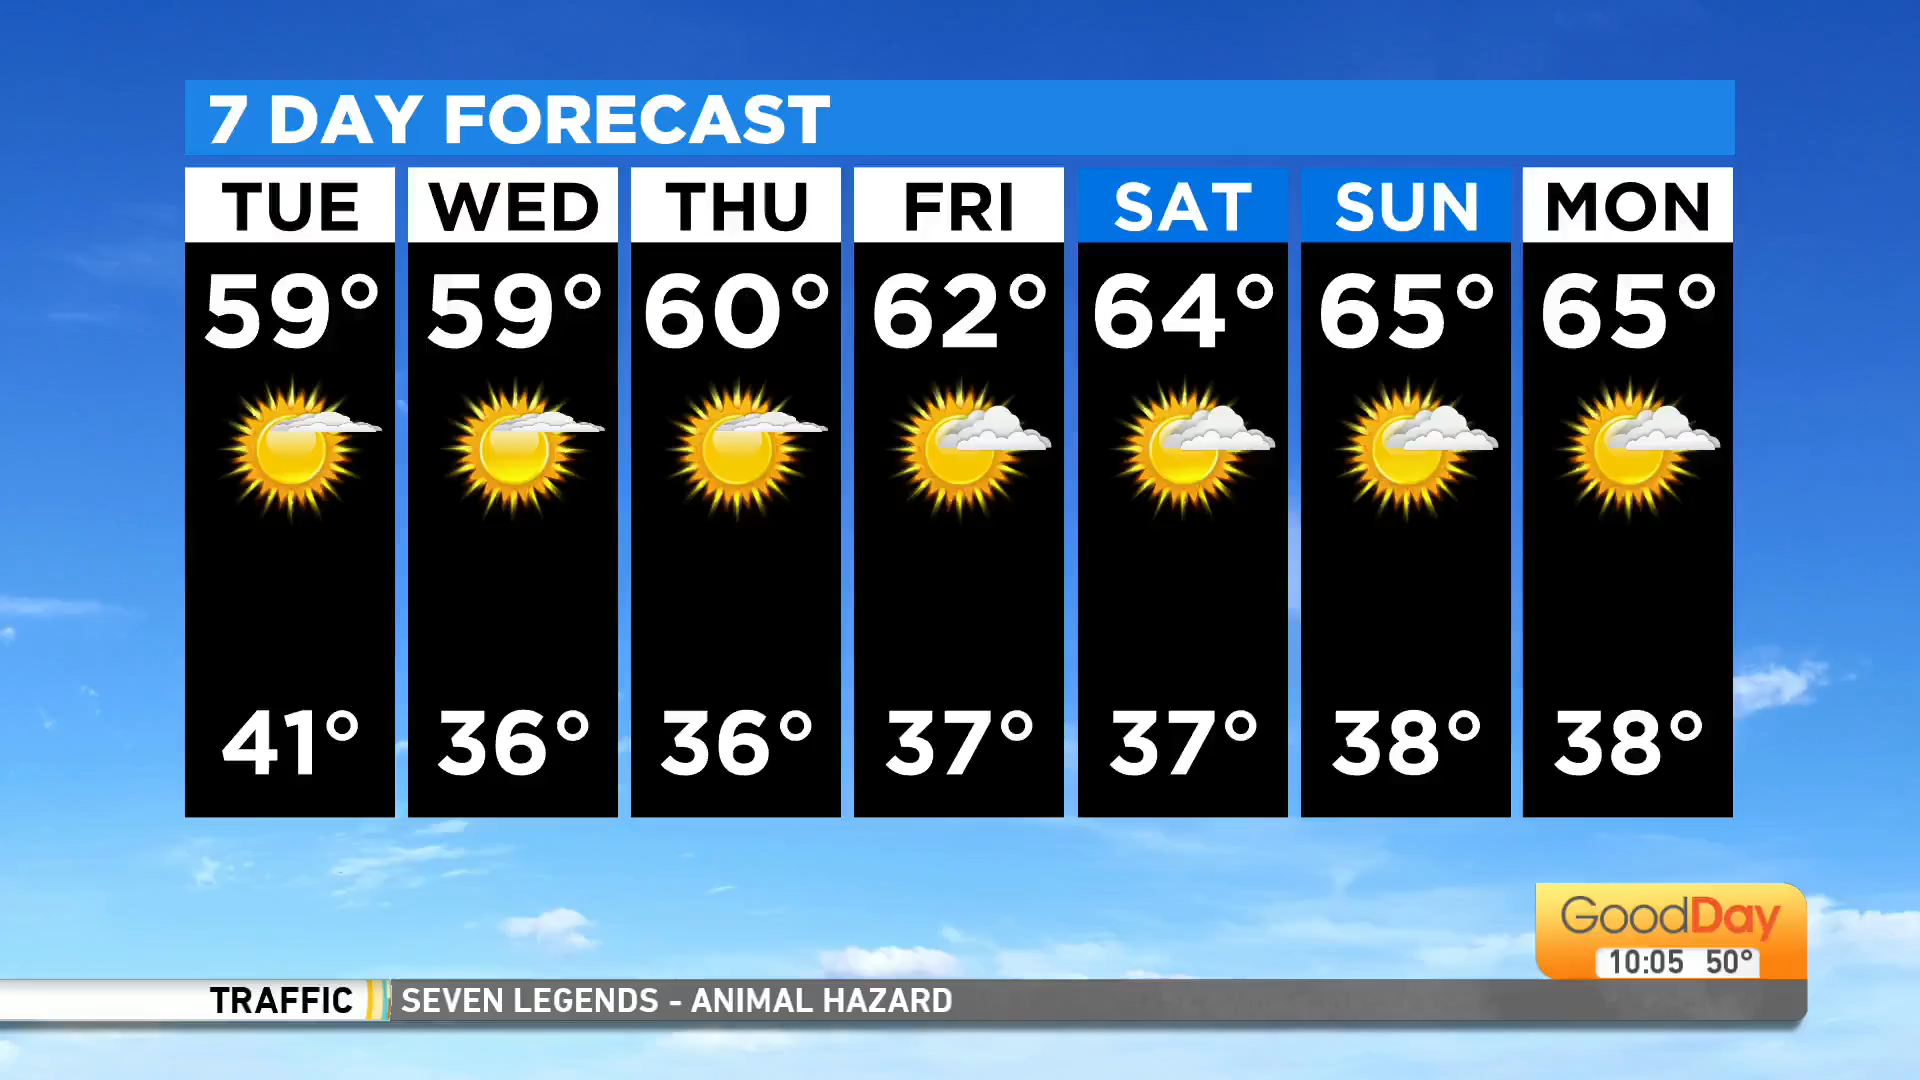 7 DAY FORECAST
TUE WED THU FRI SAT SUN MON
59° 59° 60° 62° 64° 65° 65°
41° 36° 36° 37° 37° 38° 38°
GoodDay
10:05 50°
TRAFFIC SEVEN LEGENDS - ANIMAL HAZARD